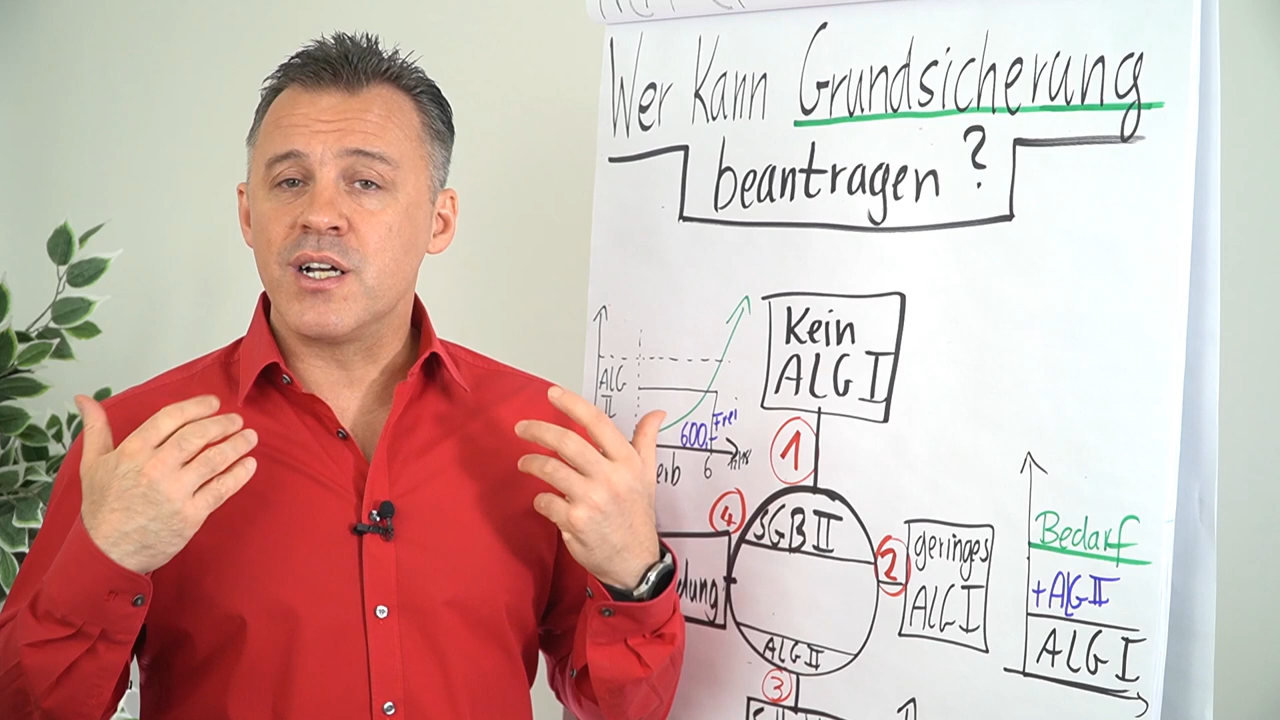 Wer kann Grundsicherung
beantragen?
Kein
ALG I
1
ALG
II
600,-
Frei
6
4
SGB II
2
geringes
ALG I
Bedarf
+ALG II
ALG I
dung
ALG II
3